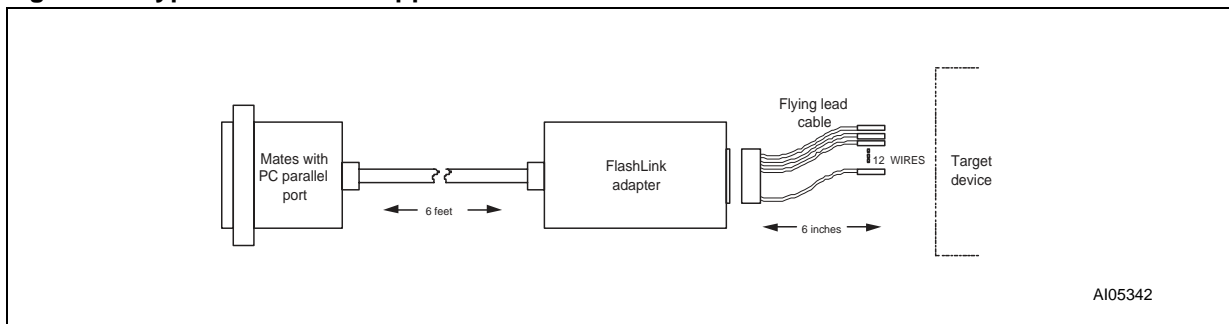 Mates with
PC parallel
port
6 feet
FlashLink
adapter
Flying lead
cable
12 WIRES
6 inches
Target
device
AI05342